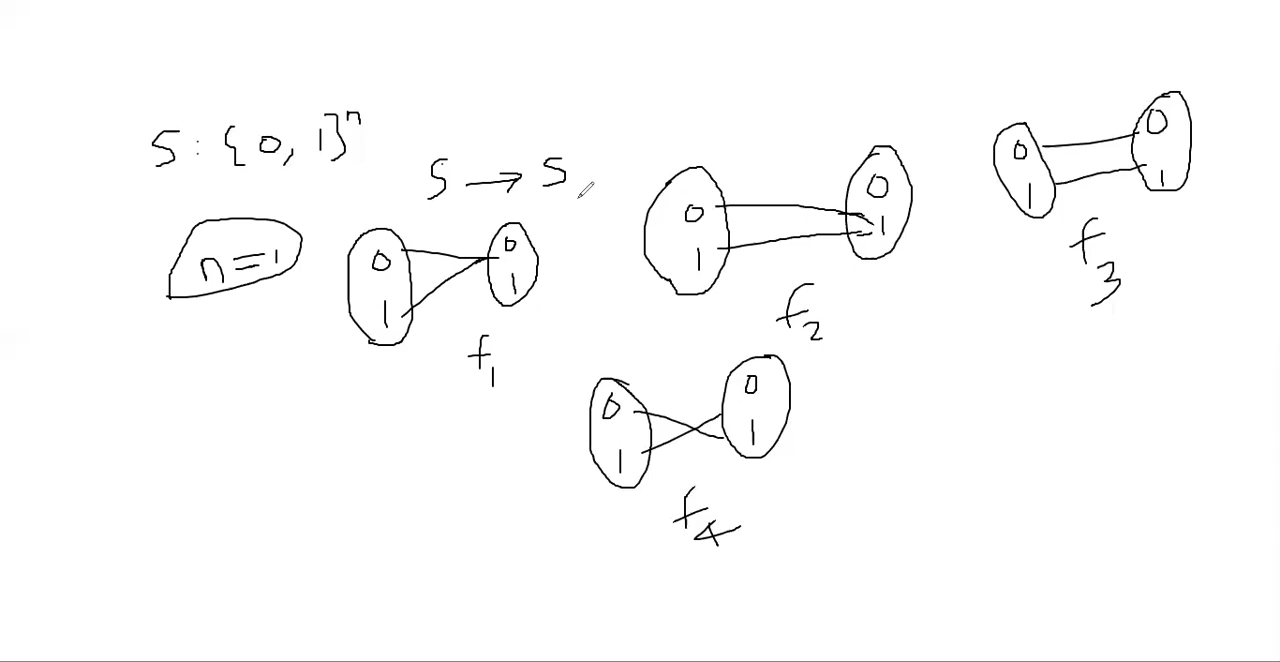 S : {0, 1}ⁿ
S → S,
n = 1
0 0
1 1
f₁
0 0
1 1
f₂
0 0
1 1
f₃
0 0
1 1
f₄